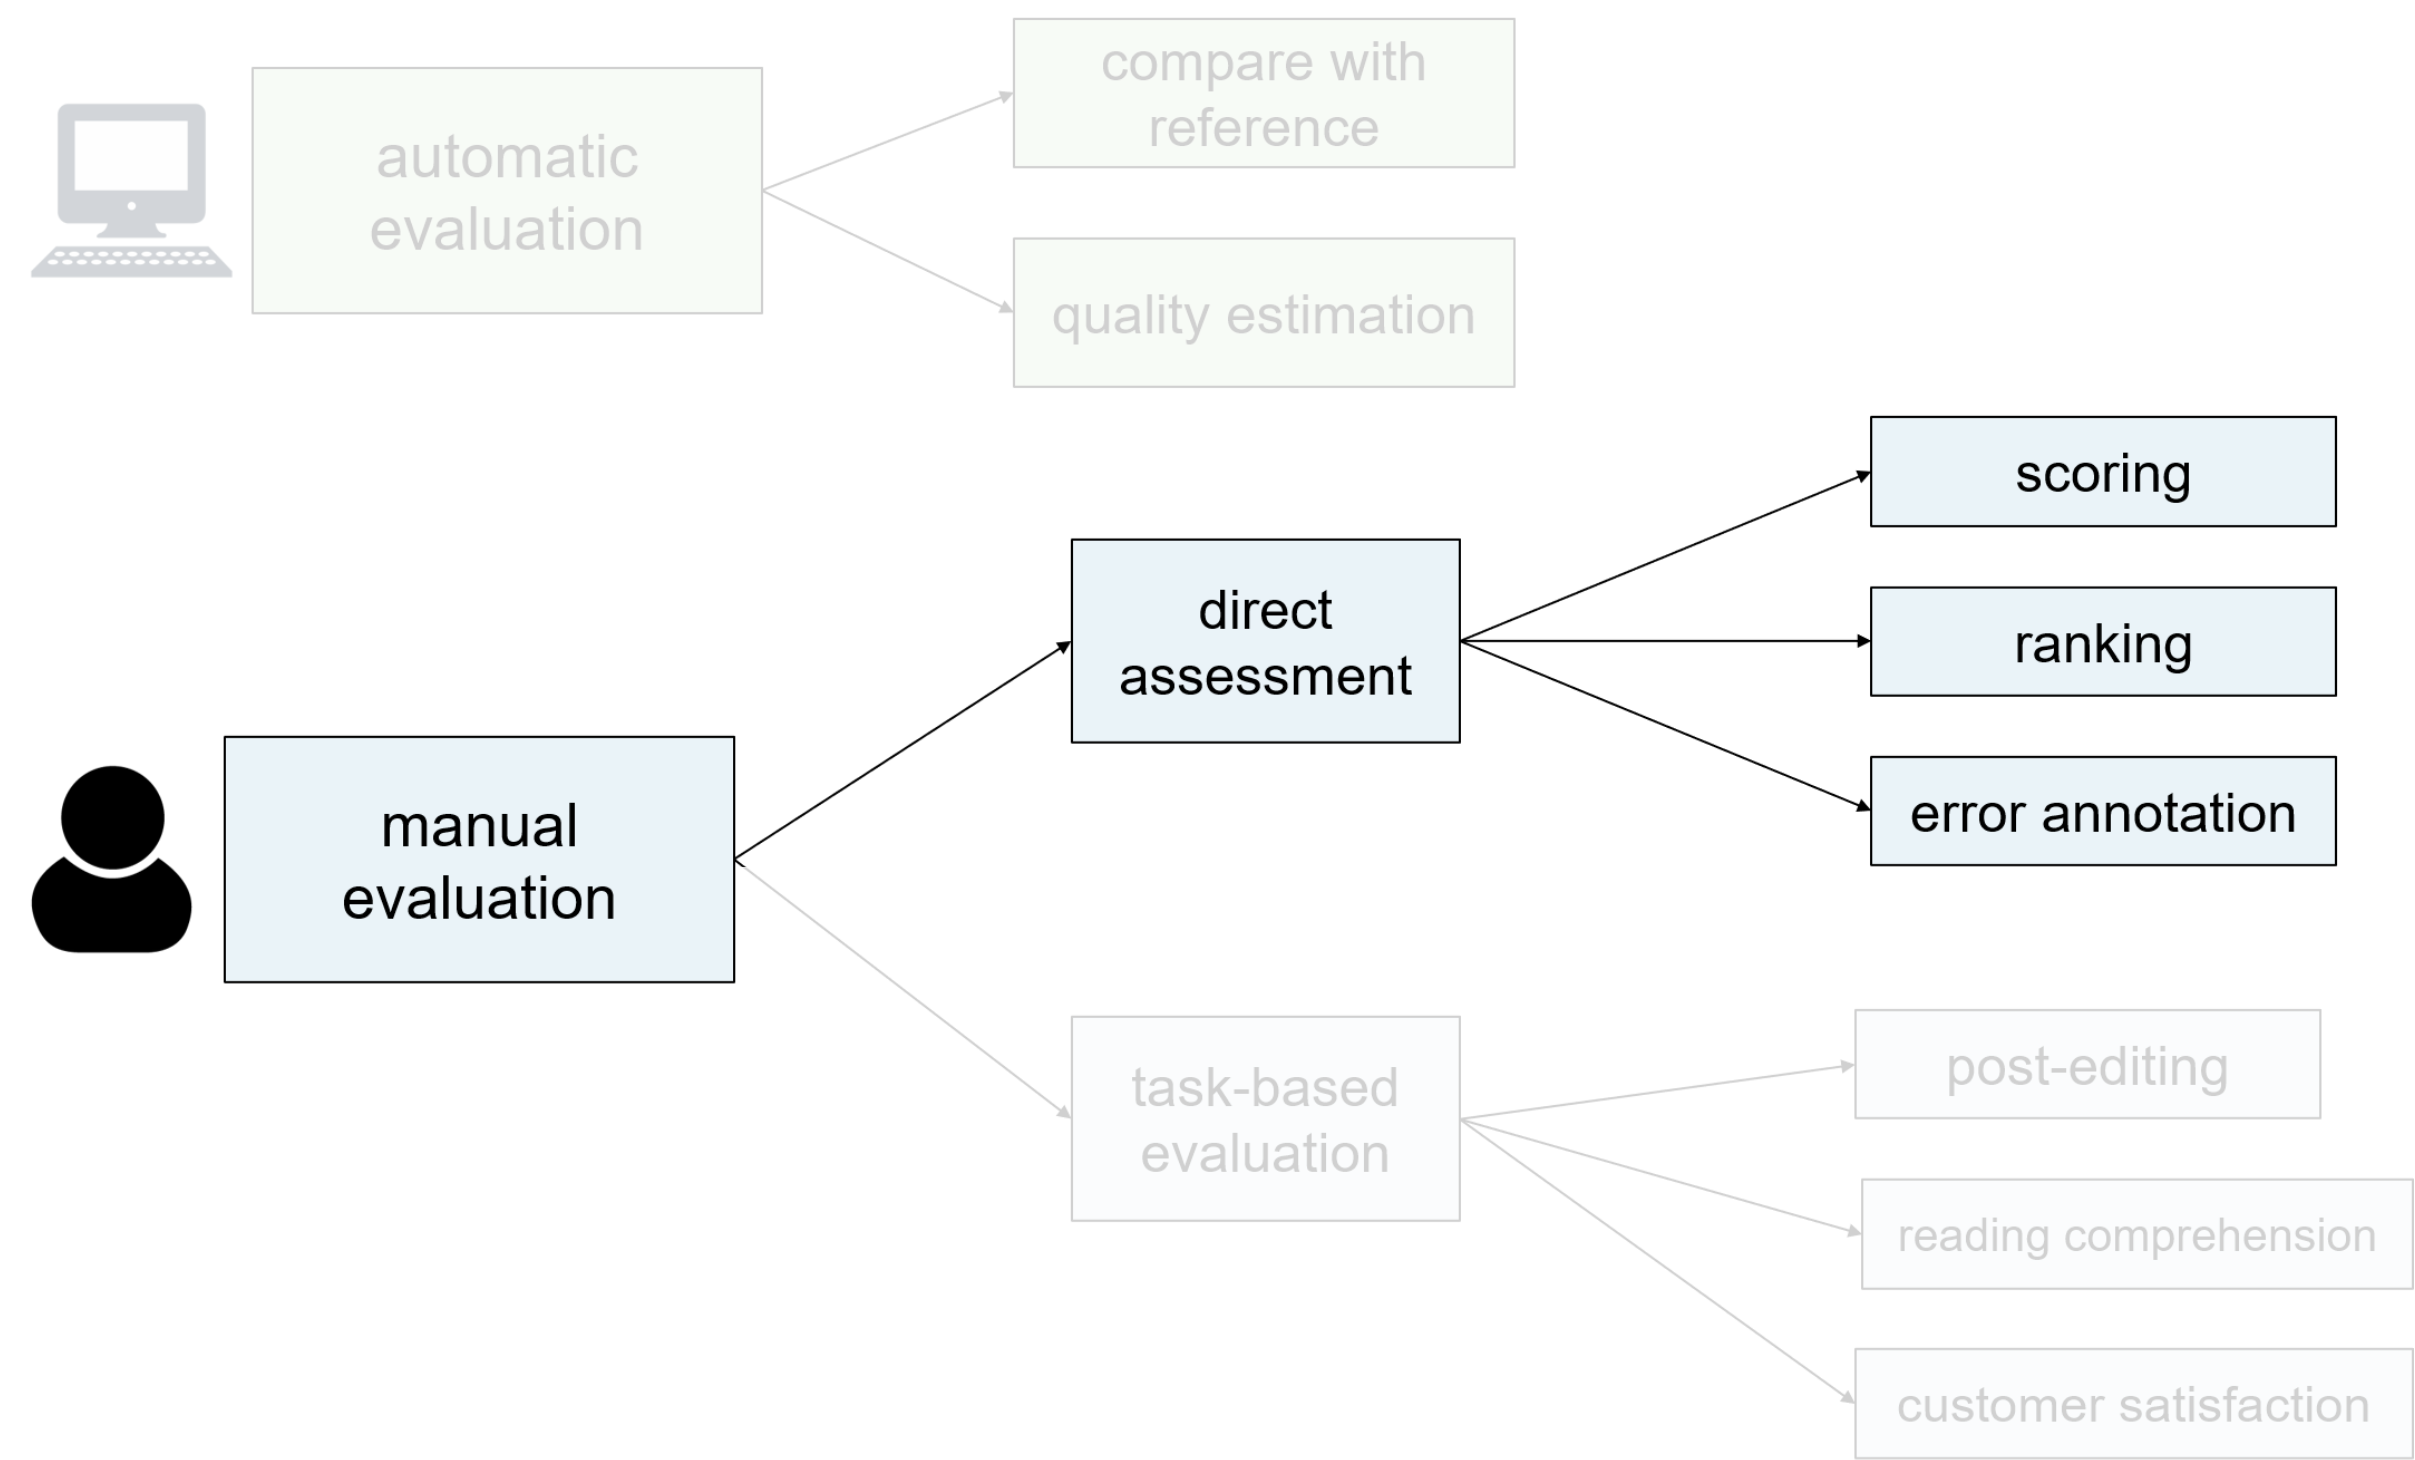 automatic
evaluation
compare with
reference
quality estimation
manual
evaluation
direct
assessment
scoring
ranking
error annotation
task-based
evaluation
post-editing
reading comprehension
customer satisfaction